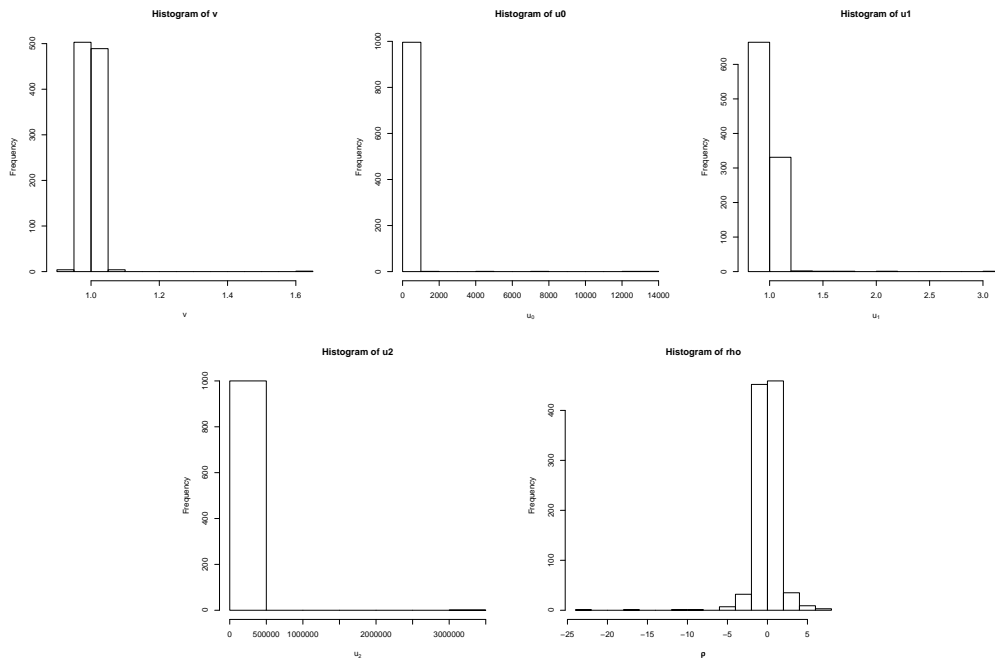 Histogram of v
Frequency
0 100 200 300 400 500
1.0 1.2 1.4 1.6
v
Histogram of u0
Frequency
0 200 400 600 800 1000
0 2000 4000 6000 8000 10000 12000 14000
u₀
Histogram of u1
Frequency
0 100 200 300 400 500 600
1.0 1.5 2.0 2.5 3.0
u₁
Histogram of u2
Frequency
0 200 400 600 800 1000
0 500000 1000000 2000000 3000000
u₂
Histogram of rho
Frequency
0 100 200 300 400
−25 −20 −15 −10 −5 0 5
ρ